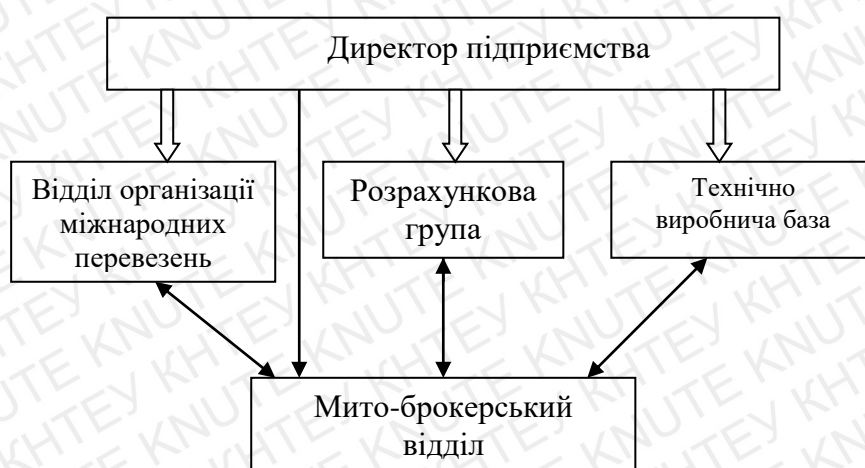 Директор підприємства
Відділ організації
міжнародних
перевезень
Розрахункова
група
Технічно
виробнича база
Мито-брокерський
відділ